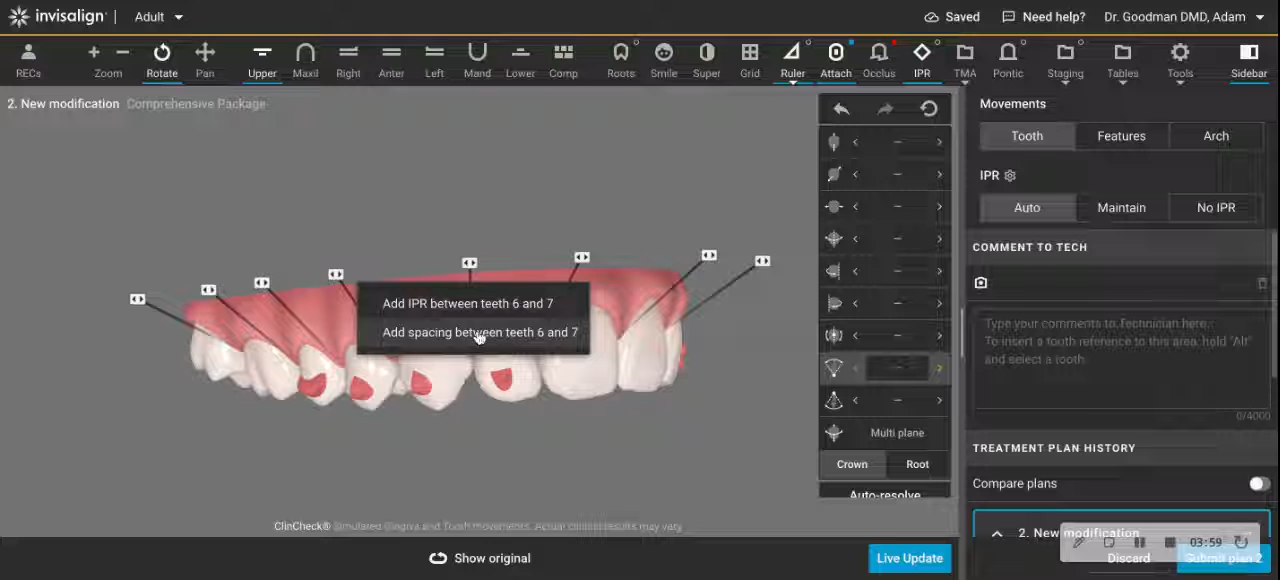 invisalign
Adult
Saved
Need help?
Dr. Goodman DMD, Adam
RECs
Zoom
Rotate
Pan
Upper
Maxil
Right
Anter
Left
Mand
Lower
Comp
Roots
Smile
Super
Grid
Ruler
Attach
Occlus
IPR
TMA
Pontic
Staging
Tables
Tools
Sidebar
2. New modification Comprehensive Package
Movements
Tooth
Features
Arch
IPR
Auto
Maintain
No IPR
COMMENT TO TECH
Type your comments to Technician here.
To insert a tooth reference to this area, hold 'Alt'
and select a tooth.
0/4000
TREATMENT PLAN HISTORY
Compare plans
2. New modification
03:59
Discard
Submit plan 2
Add IPR between teeth 6 and 7
Add spacing between teeth 6 and 7
Multi plane
Crown
Root
Auto-resolve
ClinCheck® simulated Gingiva and Tooth movements. Actual clinical results may vary.
Show original
Live Update